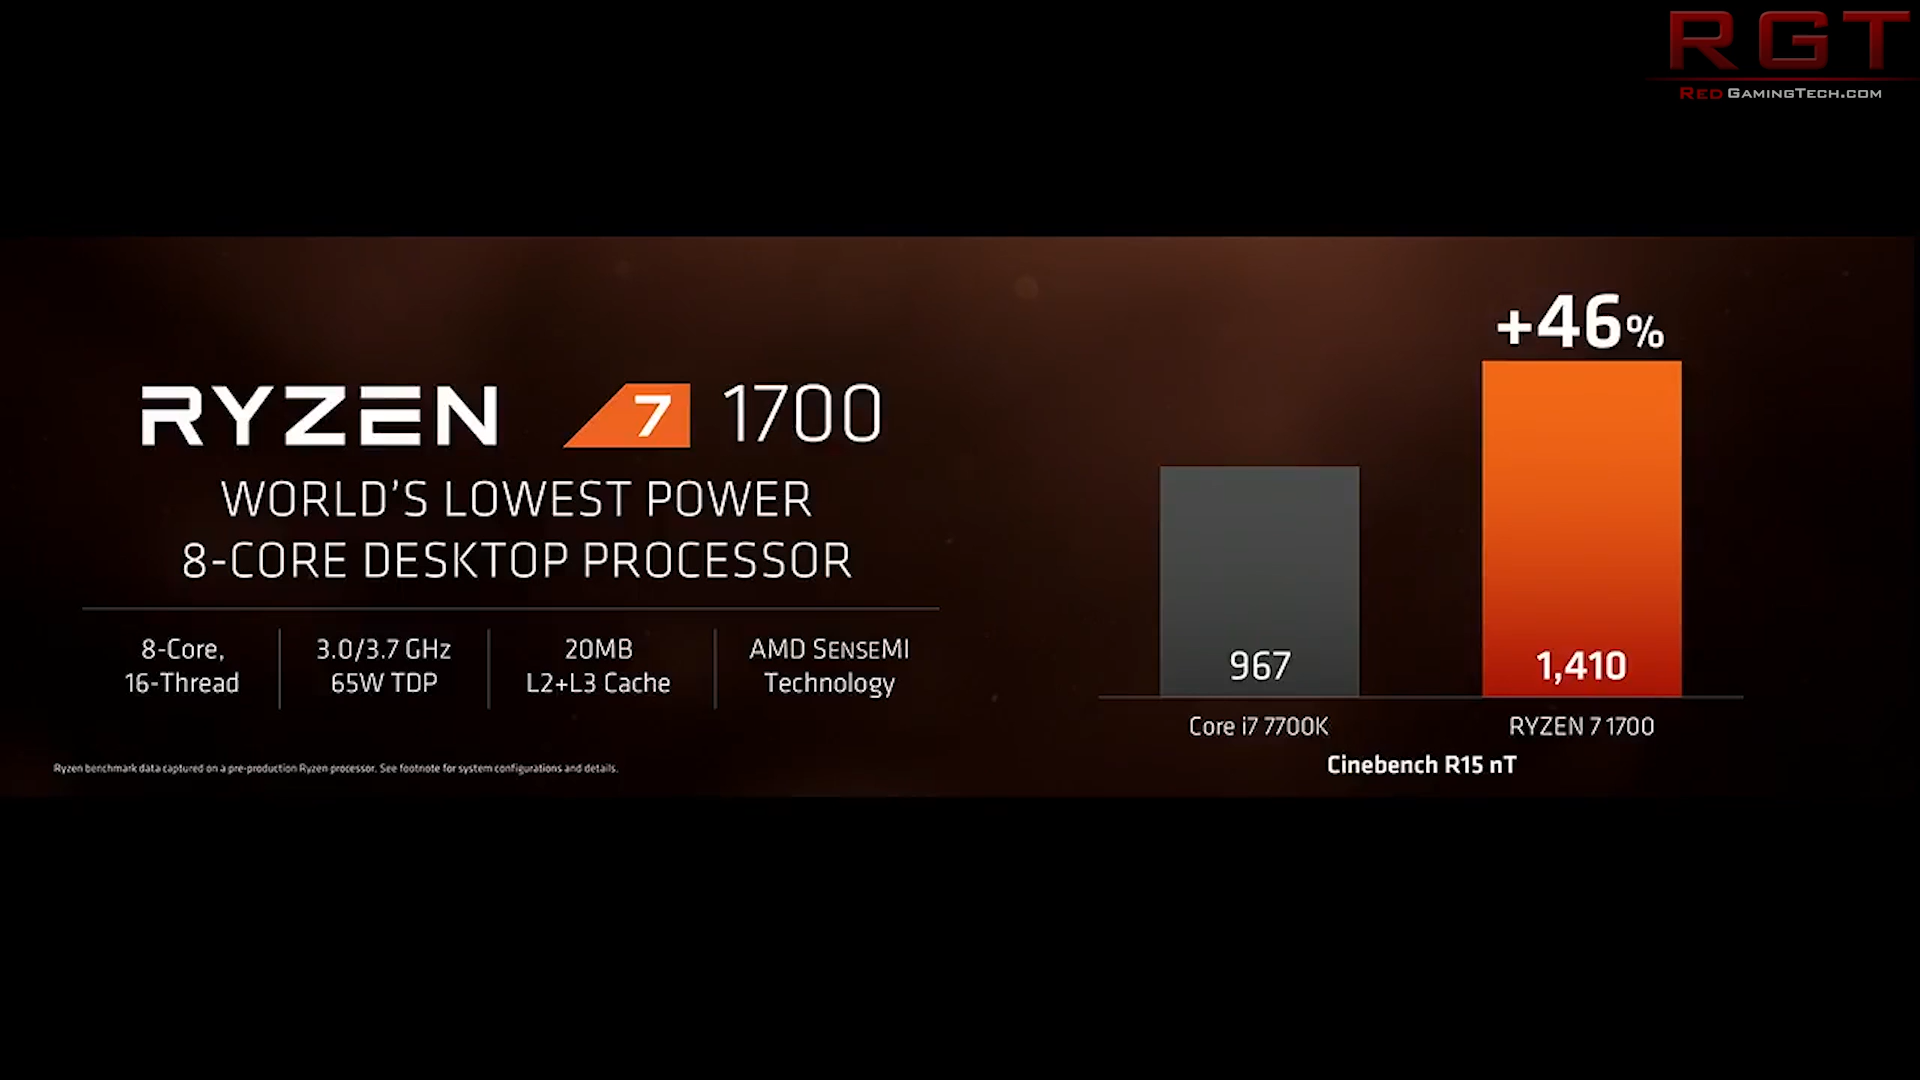 RGT
RED GAMINGTECH.COM
RYZEN 7 1700
WORLD'S LOWEST POWER
8-CORE DESKTOP PROCESSOR
8-Core,
16-Thread
3.0/3.7 GHz
65W TDP
20MB
L2+L3 Cache
AMD SENSEMI
Technology
Ryzen benchmark data captured on a pre-production Ryzen processor. See footnote for system configurations and details.
+46%
967
1,410
Core i7 7700K
RYZEN 7 1700
Cinebench R15 nT